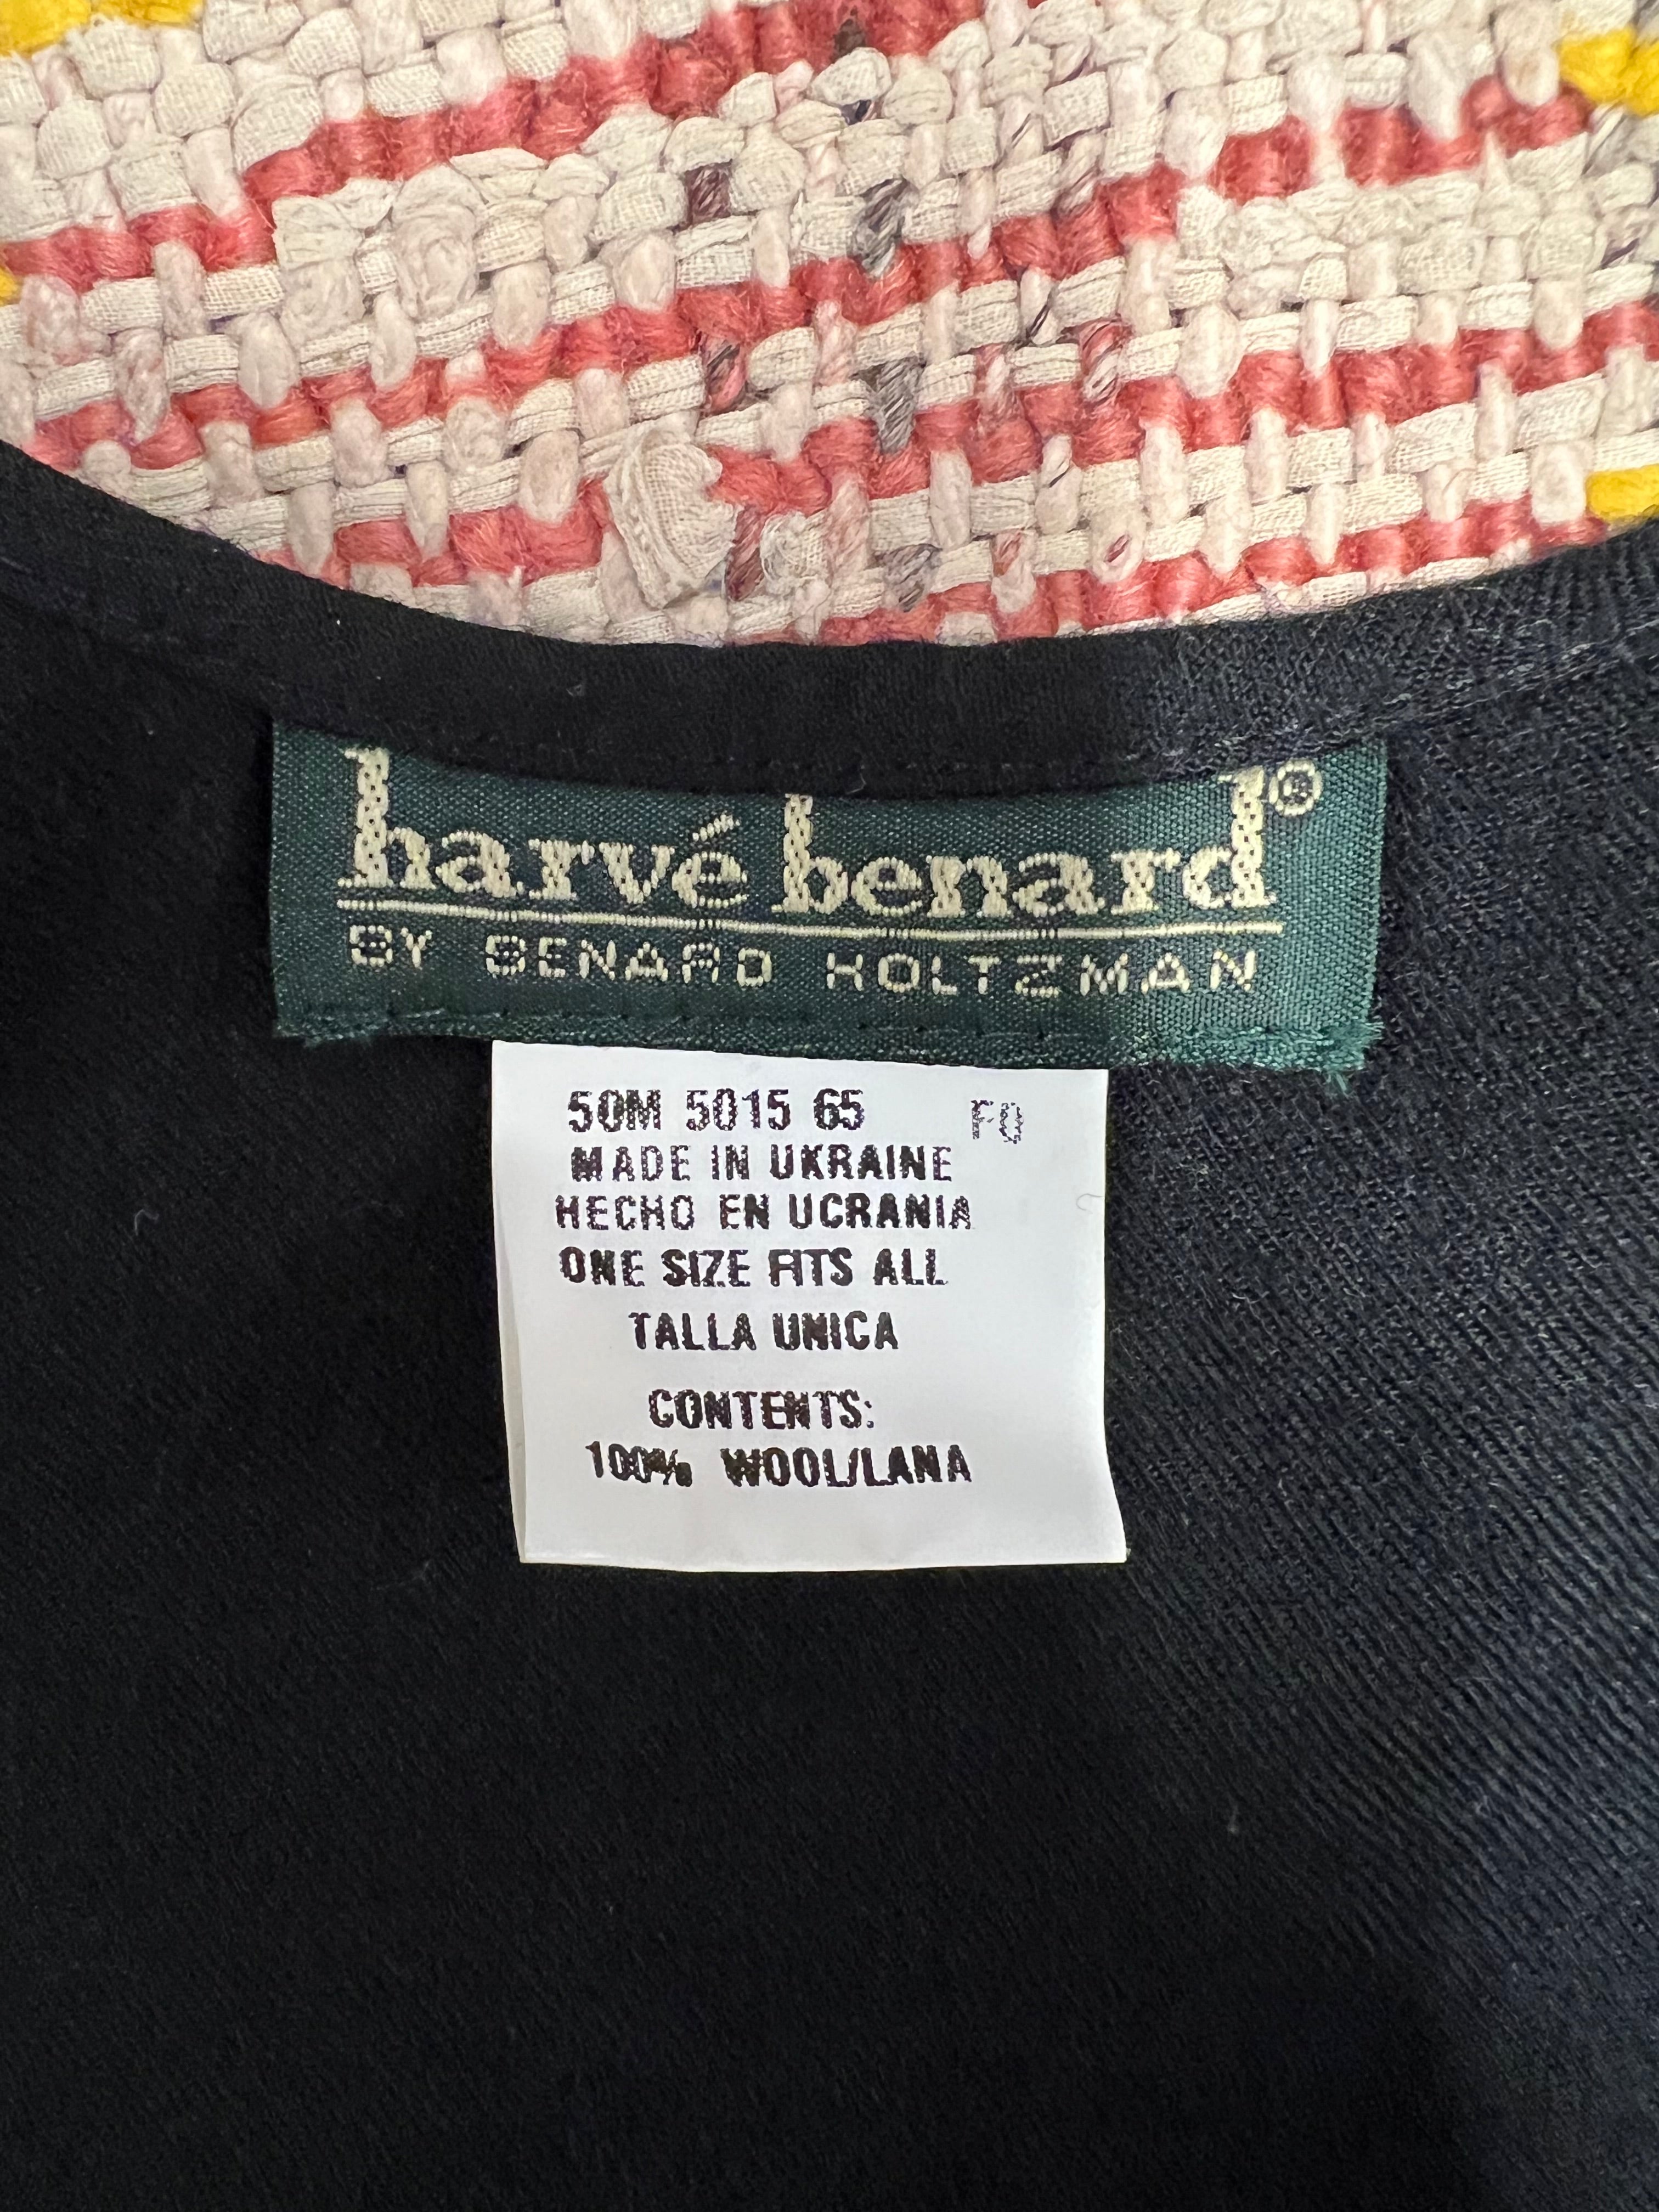 harvé benard®
BY BENARD HOLTZMAN
50M 5015 65 FQ
MADE IN UKRAINE
HECHO EN UCRANIA
ONE SIZE FITS ALL
TALLA UNICA
CONTENTS:
100% WOOL/LANA